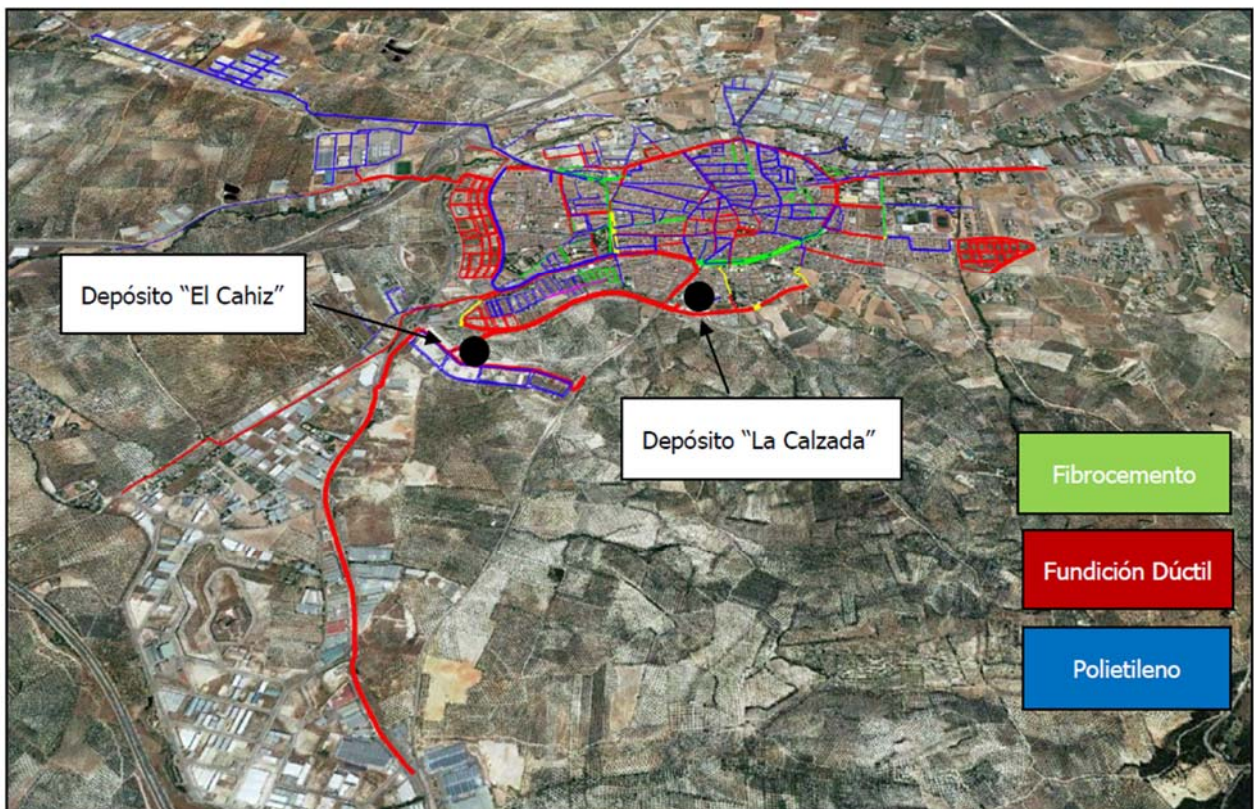 Depósito “El Cahiz”
Depósito “La Calzada”
Fibrocemento
Fundición Dúctil
Polietileno